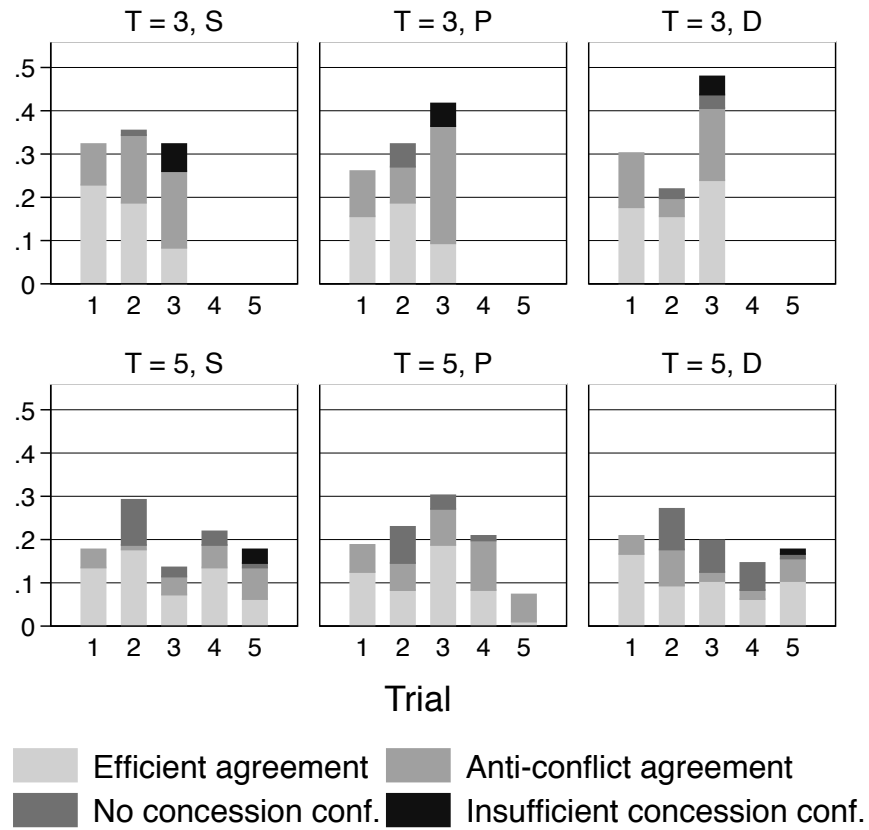 T = 3, S
T = 3, P
T = 3, D
.5
.4
.3
.2
.1
0
1 2 3 4 5
1 2 3 4 5
1 2 3 4 5
T = 5, S
T = 5, P
T = 5, D
.5
.4
.3
.2
.1
0
1 2 3 4 5
1 2 3 4 5
1 2 3 4 5
Trial
Efficient agreement
Anti-conflict agreement
No concession conf.
Insufficient concession conf.